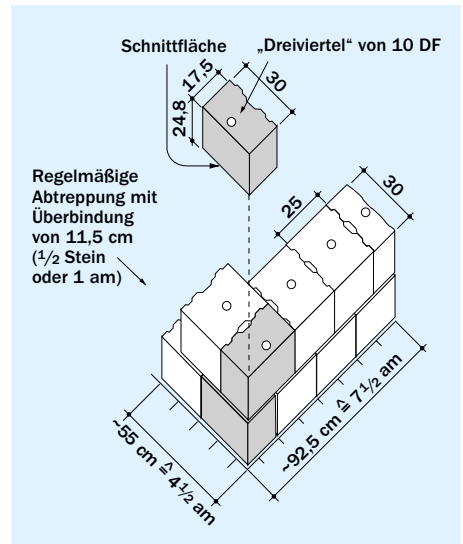 Schnittfläche
„Dreiviertel“ von 10 DF
17,5
30
24,8
Regelmäßige
Abtreppung mit
Überbindung
von 11,5 cm
(1/2 Stein
oder 1 am)
25
30
~55 cm ≙ 4 1/2 am
~92,5 cm ≙ 7 1/2 am